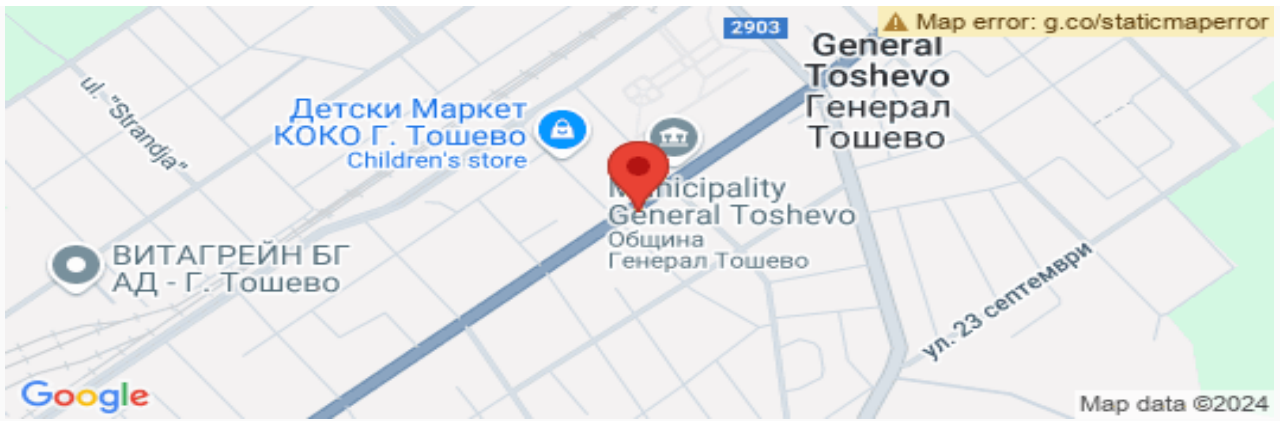 Map error: g.co/staticmaperror
2903
General
Toshevo
Генерал
Тошево
ul. "Strandja"
Детски Маркет
КОКО Г. Тошево
Children's store
Municipality
General Toshevo
Община
Генерал Тошево
ВИТАГРЕЙН БГ
АД - Г. Тошево
ул. 23 септември
Google
Map data ©2024